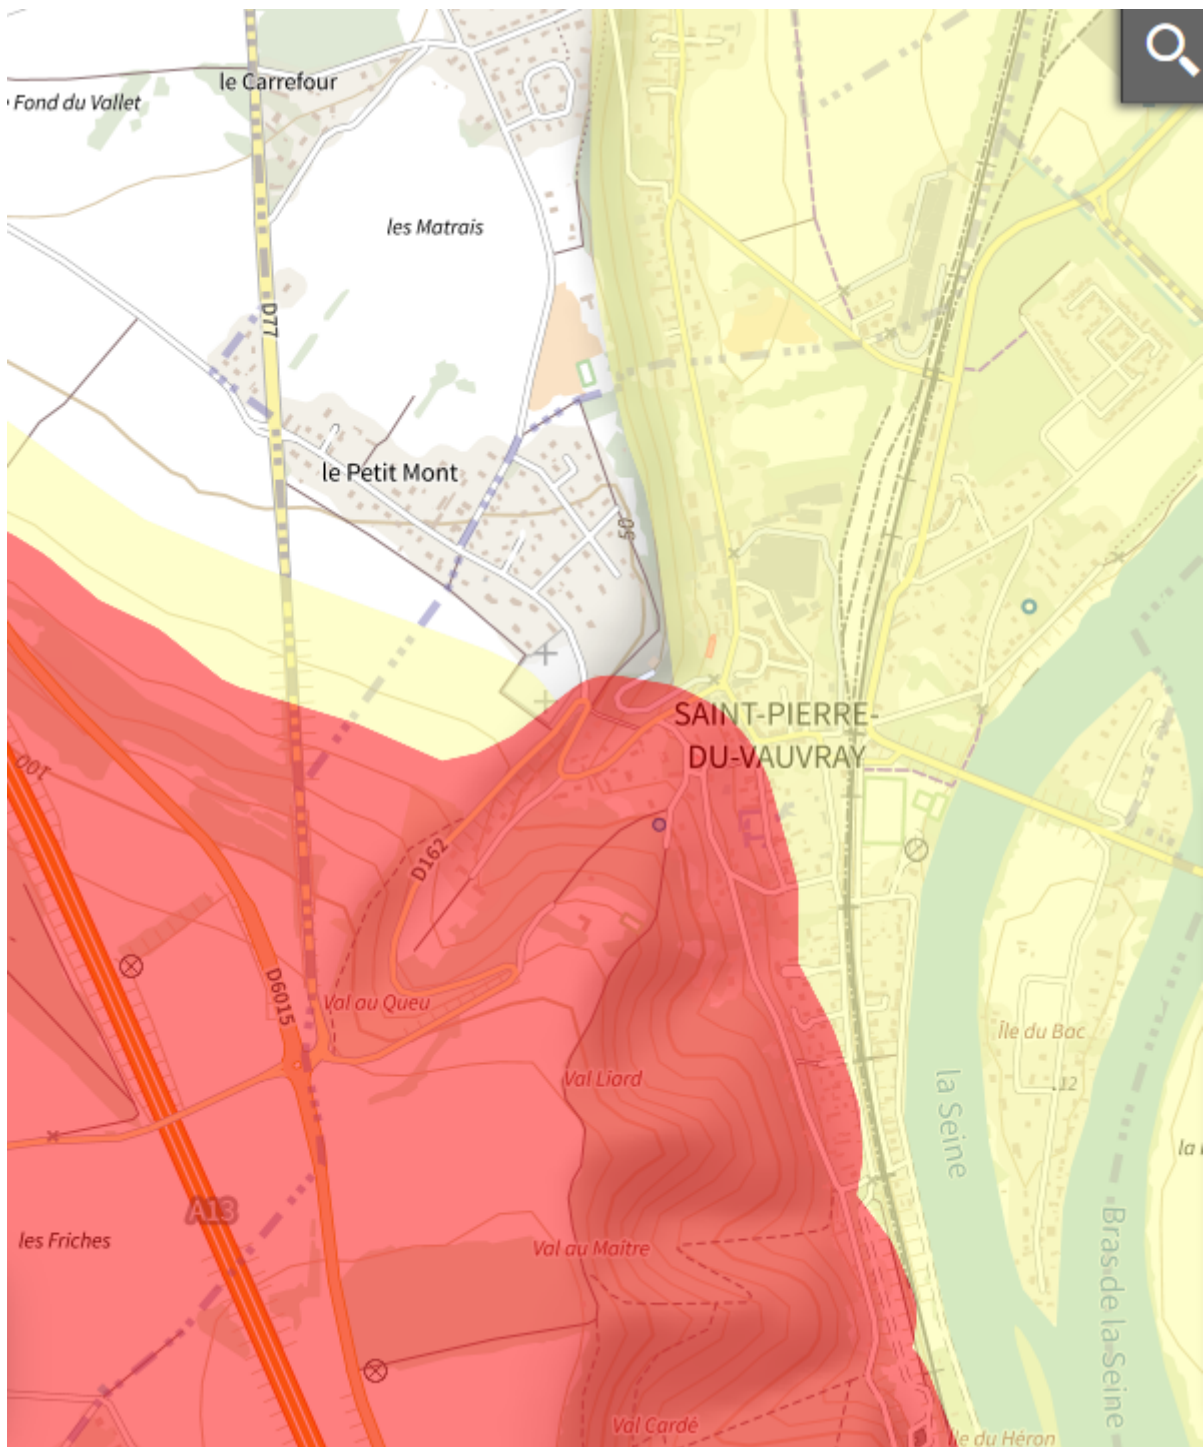 le Carrefour
Fond du Vallet
les Matrais
D77
le Petit Mont
50
SAINT-PIERRE-
DU-VAUVRAY
100
D162
D6015
Val au Queu
Île du Bac
Val Liard
12
la Seine
la
A13
les Friches
Val au Maître
Bras de la Seine
Val Cardé
Île du Héron